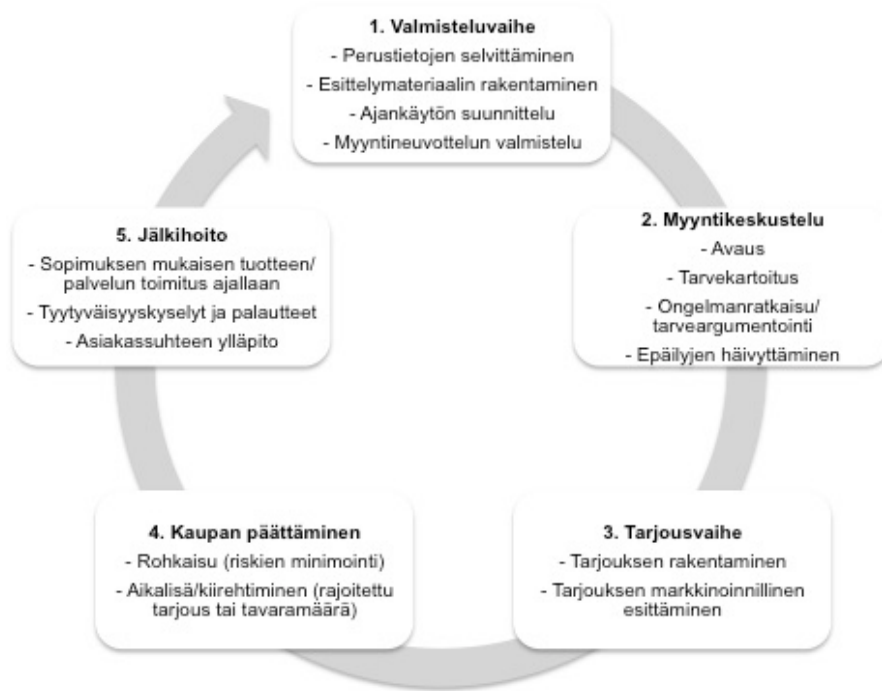 1. Valmisteluvaihe
- Perustietojen selvittäminen
- Esittelymateriaalin rakentaminen
- Ajankäytön suunnittelu
- Myyntineuvottelun valmistelu
2. Myyntikeskustelu
- Avaus
- Tarvekartoitus
- Ongelmanratkaisu/
tarveargumentointi
- Epäilyjen häivyttäminen
3. Tarjousvaihe
- Tarjouksen rakentaminen
- Tarjouksen markkinoinnillinen
esittäminen
4. Kaupan päättäminen
- Rohkaisu (riskien minimointi)
- Aikalisä/kiirehtiminen (rajoitettu
tarjous tai tavaramäärä)
5. Jälkihoito
- Sopimuksen mukaisen tuotteen/
palvelun toimitus ajallaan
- Tyytyväisyyskyselyt ja palautteet
- Asiakassuhteen ylläpito